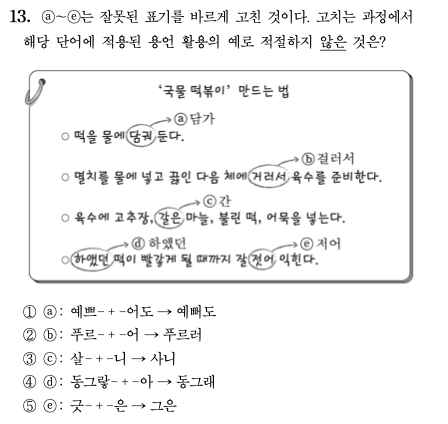 13. ⓐ~ⓔ는 잘못된 표기를 바르게 고친 것이다. 고치는 과정에서
해당 단어에 적용된 용언 활용의 예로 적절하지 않은 것은?
'국물 떡볶이' 만드는 법
ⓐ담가
○ 떡을 물에 담궈 둔다.
ⓑ걸러서
○ 멸치를 물에 넣고 끓인 다음 체에 거러서 육수를 준비한다.
ⓒ간
○ 육수에 고추장, 갈은 마늘, 불린 떡, 어묵을 넣는다.
ⓓ하얬던 ⓔ저어
○ 하앴던 떡이 빨갛게 될 때까지 잘 젓어 익힌다.
① ⓐ: 예쁘- + -어도 → 예뻐도
② ⓑ: 푸르- + -어 → 푸르러
③ ⓒ: 살- + -니 → 사니
④ ⓓ: 동그랗- + -아 → 동그래
⑤ ⓔ: 긋- + -은 → 그은